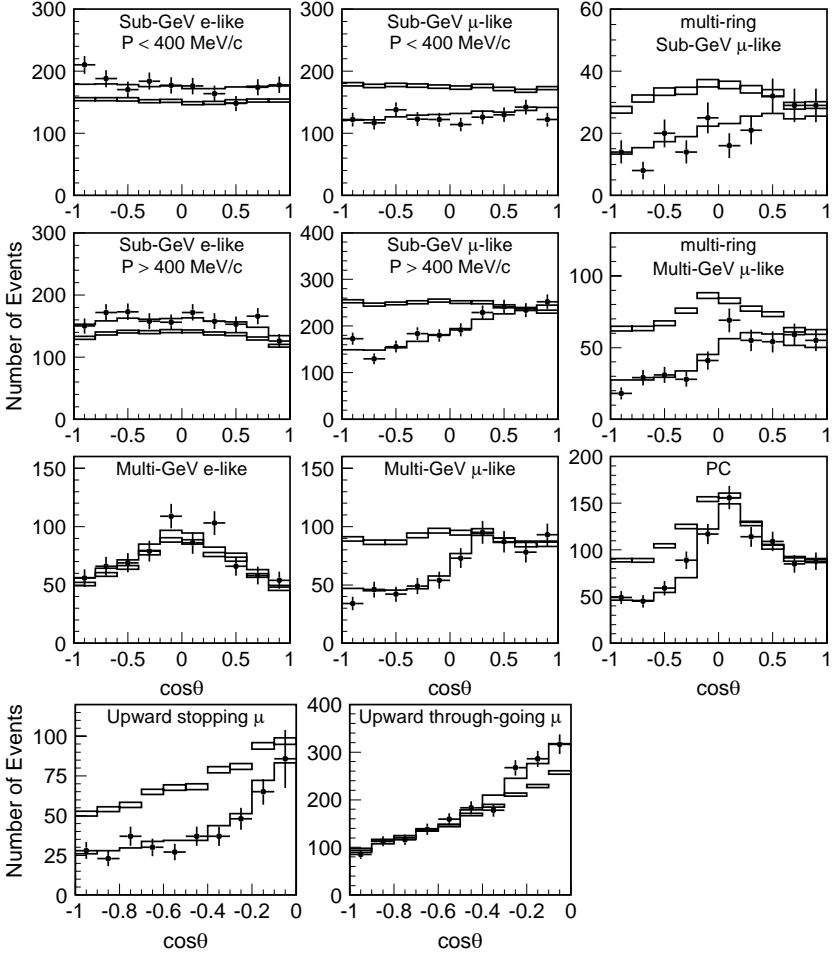 Number of Events
Sub-GeV e-like
P < 400 MeV/c
300
200
100
0
-1 -0.5 0 0.5 1
Sub-GeV μ-like
P < 400 MeV/c
300
200
100
0
-1 -0.5 0 0.5 1
multi-ring
Sub-GeV μ-like
60
40
20
0
-1 -0.5 0 0.5 1
Sub-GeV e-like
P > 400 MeV/c
300
200
100
0
-1 -0.5 0 0.5 1
Sub-GeV μ-like
P > 400 MeV/c
400
300
200
100
0
-1 -0.5 0 0.5 1
multi-ring
Multi-GeV μ-like
100
50
0
-1 -0.5 0 0.5 1
Multi-GeV e-like
150
100
50
0
-1 -0.5 0 0.5 1
cosθ
Multi-GeV μ-like
150
100
50
0
-1 -0.5 0 0.5 1
cosθ
PC
200
150
100
50
0
-1 -0.5 0 0.5 1
cosθ
Number of Events
Upward stopping μ
100
75
50
25
0
-1 -0.8 -0.6 -0.4 -0.2 0
cosθ
Upward through-going μ
400
300
200
100
0
-1 -0.8 -0.6 -0.4 -0.2 0
cosθ